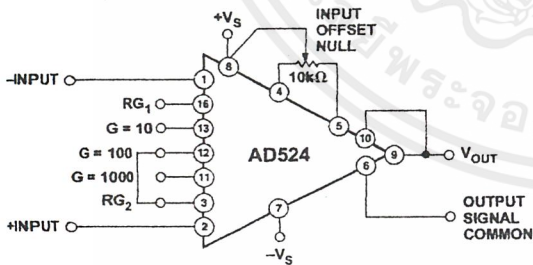 +VS
INPUT
OFFSET
NULL
–INPUT
1
8
10kΩ
4
RG1
16
G = 10
13
5
10
G = 100
12
AD524
9
VOUT
G = 1000
11
6
RG2
3
7
OUTPUT
SIGNAL
COMMON
+INPUT
2
–VS